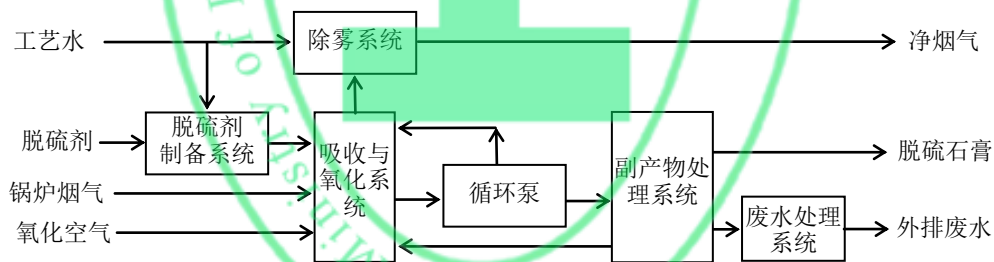 工艺水
除雾系统
净烟气
脱硫剂
脱硫剂
制备系统
吸收与
氧化系
统
循环泵
副产物处
理系统
脱硫石膏
锅炉烟气
氧化空气
废水处理
系统
外排废水
Ministry of